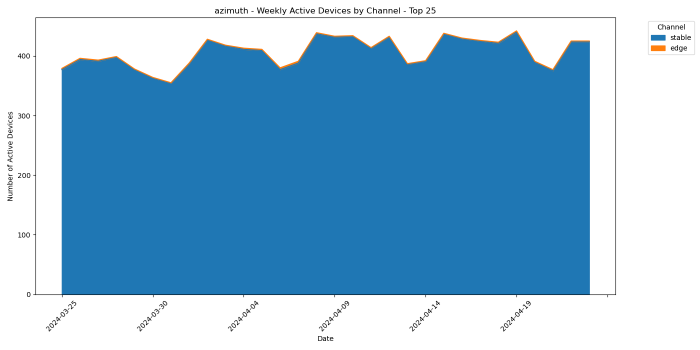 azimuth - Weekly Active Devices by Channel - Top 25
Channel
stable
edge
Number of Active Devices
400
300
200
100
0
2024-03-25
2024-03-30
2024-04-04
2024-04-09
2024-04-14
2024-04-19
Date